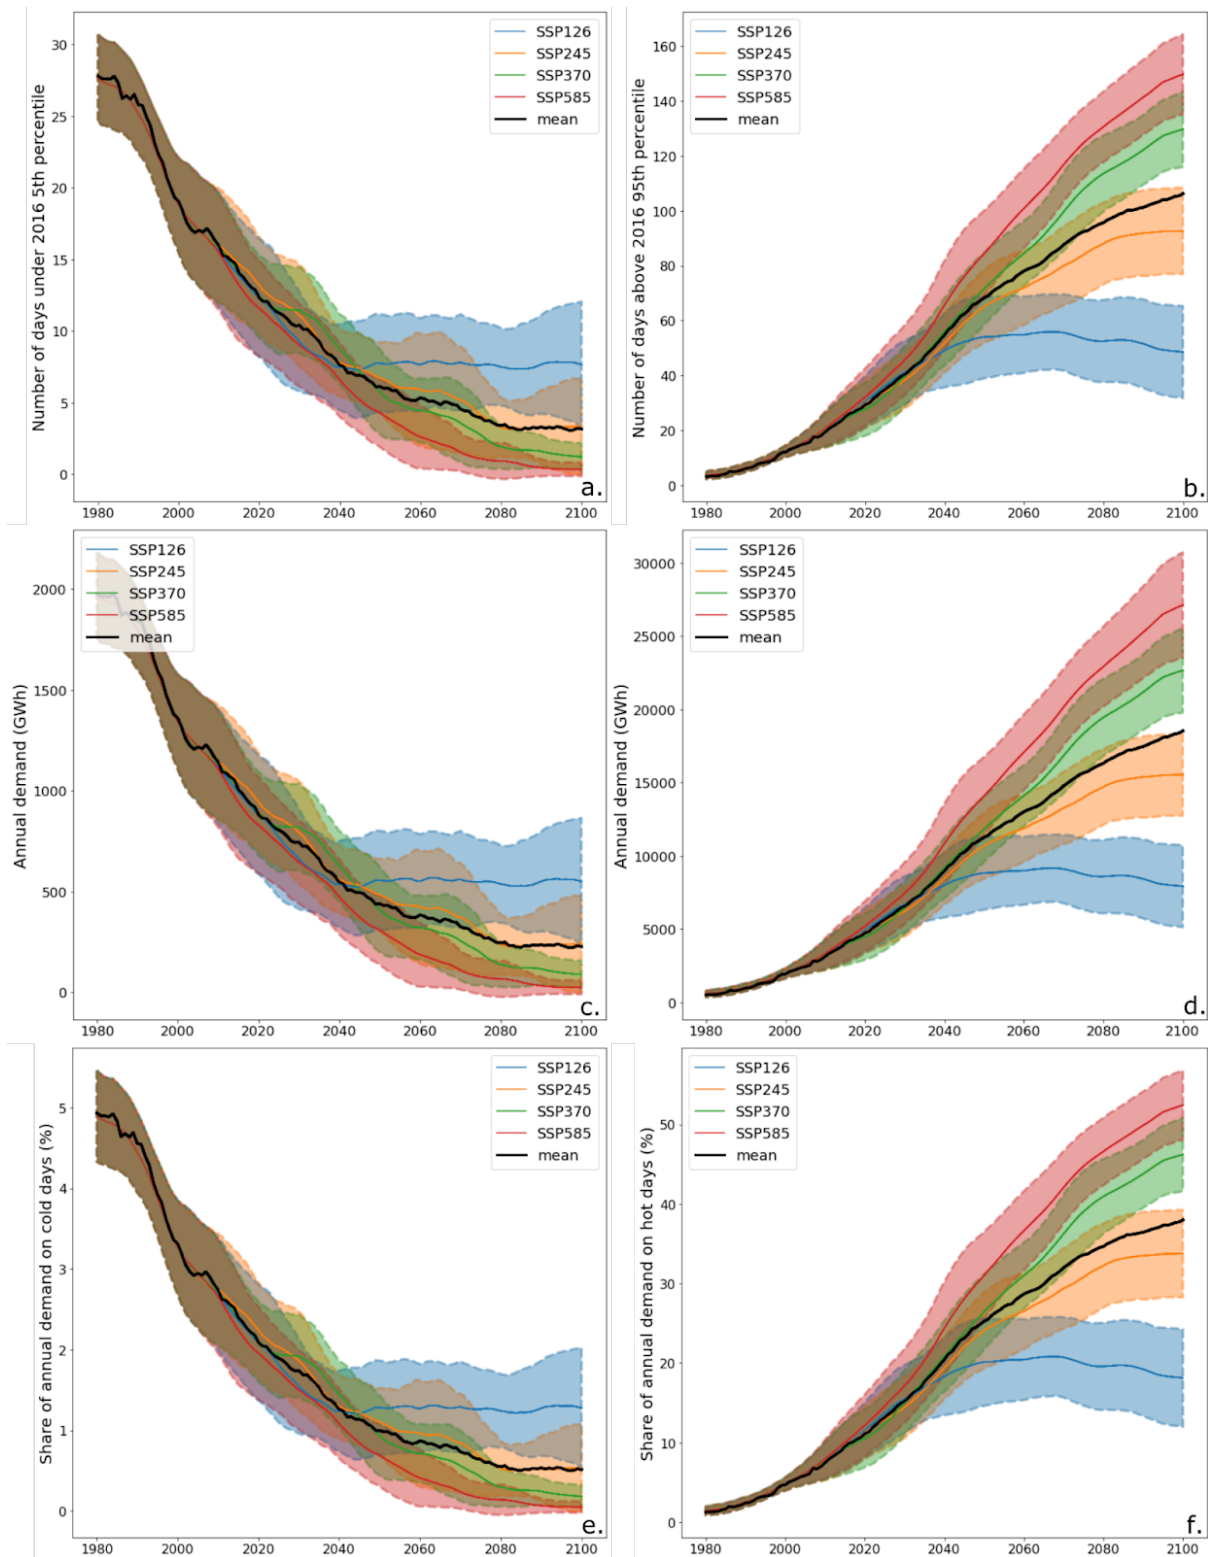 Number of days under 2016 5th percentile
30
25
20
15
10
5
0
SSP126
SSP245
SSP370
SSP585
mean
a.
1980 2000 2020 2040 2060 2080 2100
Number of days above 2016 95th percentile
160
140
120
100
80
60
40
20
0
SSP126
SSP245
SSP370
SSP585
mean
b.
1980 2000 2020 2040 2060 2080 2100
Annual demand (GWh)
2000
1500
1000
500
0
SSP126
SSP245
SSP370
SSP585
mean
c.
1980 2000 2020 2040 2060 2080 2100
Annual demand (GWh)
30000
25000
20000
15000
10000
5000
0
SSP126
SSP245
SSP370
SSP585
mean
d.
1980 2000 2020 2040 2060 2080 2100
Share of annual demand on cold days (%)
5
4
3
2
1
0
SSP126
SSP245
SSP370
SSP585
mean
e.
1980 2000 2020 2040 2060 2080 2100
Share of annual demand on hot days (%)
50
40
30
20
10
0
SSP126
SSP245
SSP370
SSP585
mean
f.
1980 2000 2020 2040 2060 2080 2100